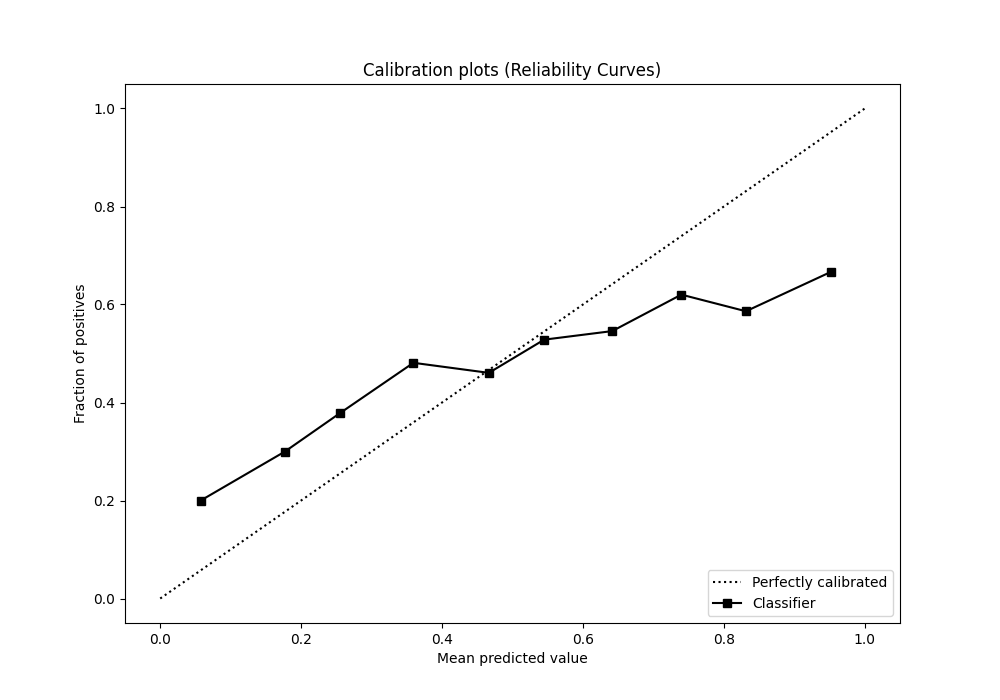 Calibration plots (Reliability Curves)
1.0
0.8
0.6
0.4
0.2
0.0
Fraction of positives
0.0 0.2 0.4 0.6 0.8 1.0
Mean predicted value
Perfectly calibrated
Classifier